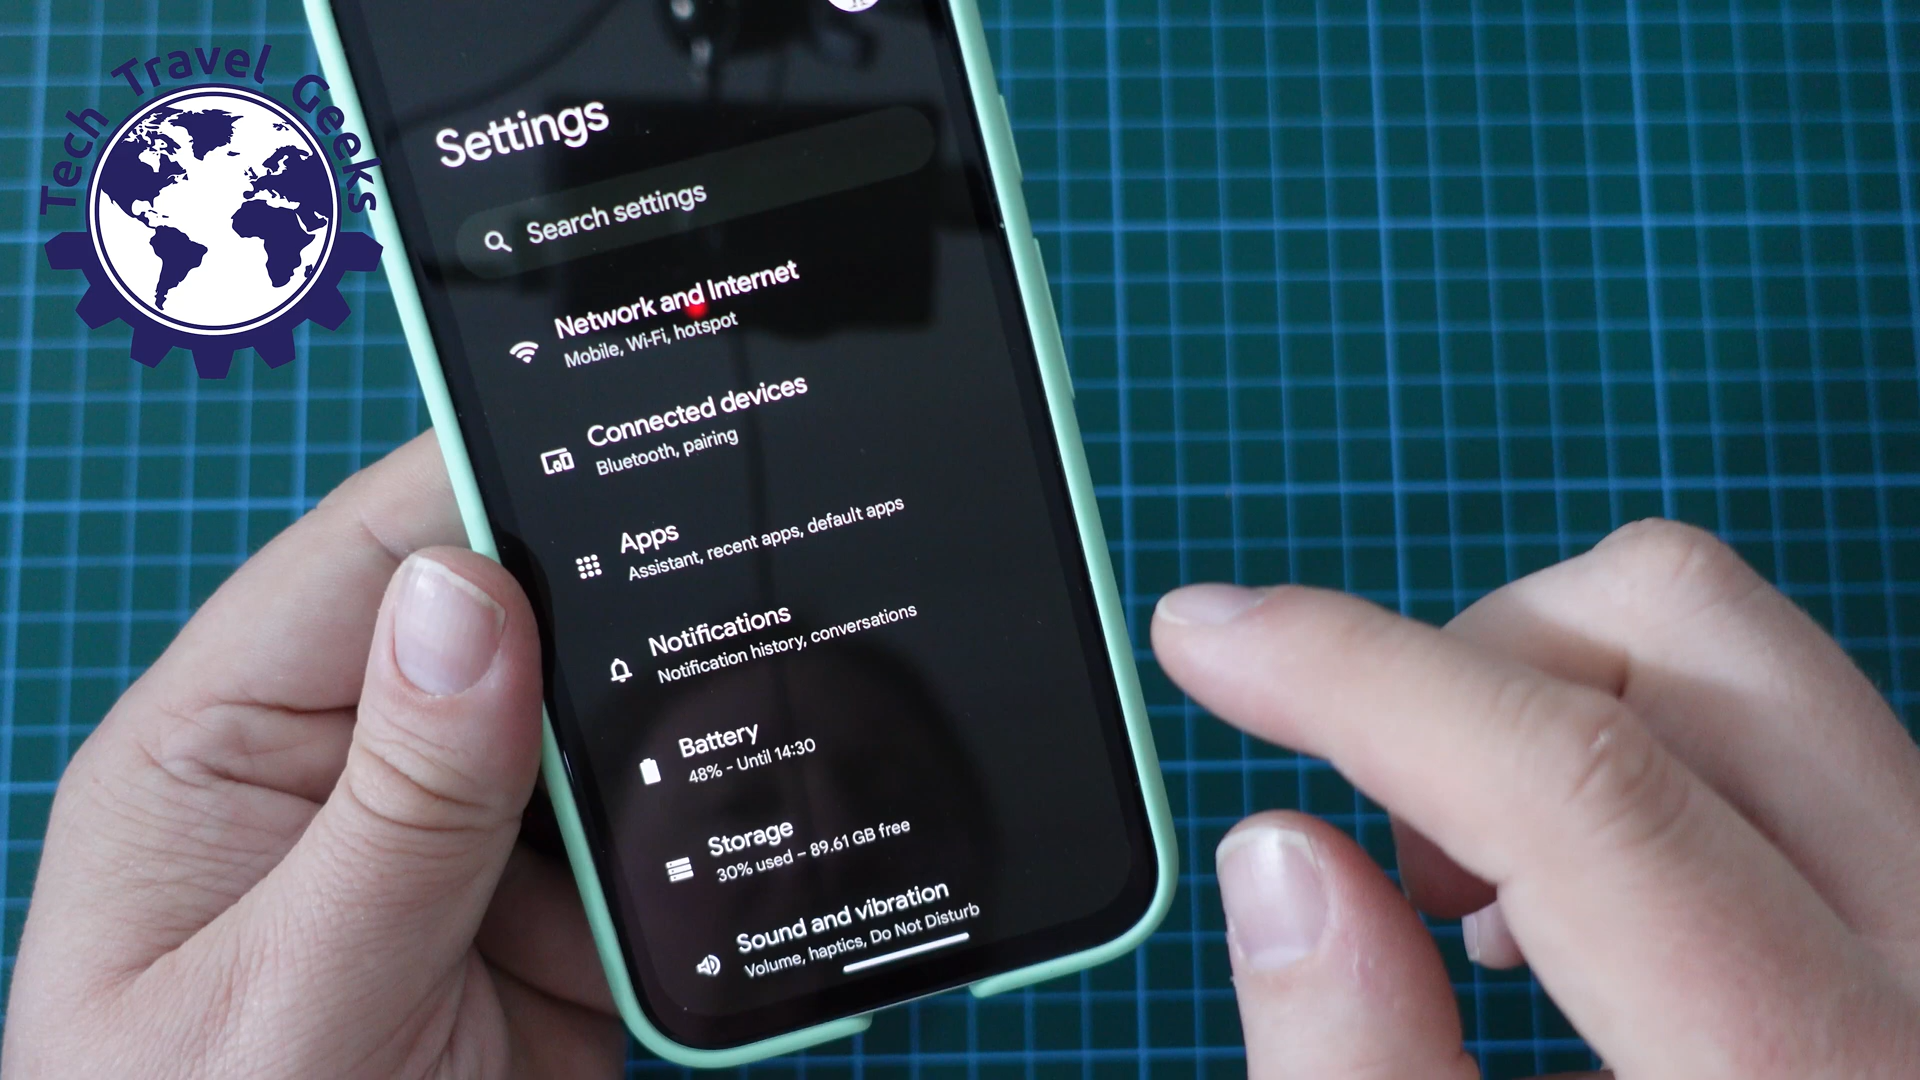 Tech Travel Geeks
Settings
Search settings
Network and Internet
Mobile, Wi-Fi, hotspot
Connected devices
Bluetooth, pairing
Apps
Assistant, recent apps, default apps
Notifications
Notification history, conversations
Battery
48% - Until 14:30
Storage
30% used – 89.61 GB free
Sound and vibration
Volume, haptics, Do Not Disturb